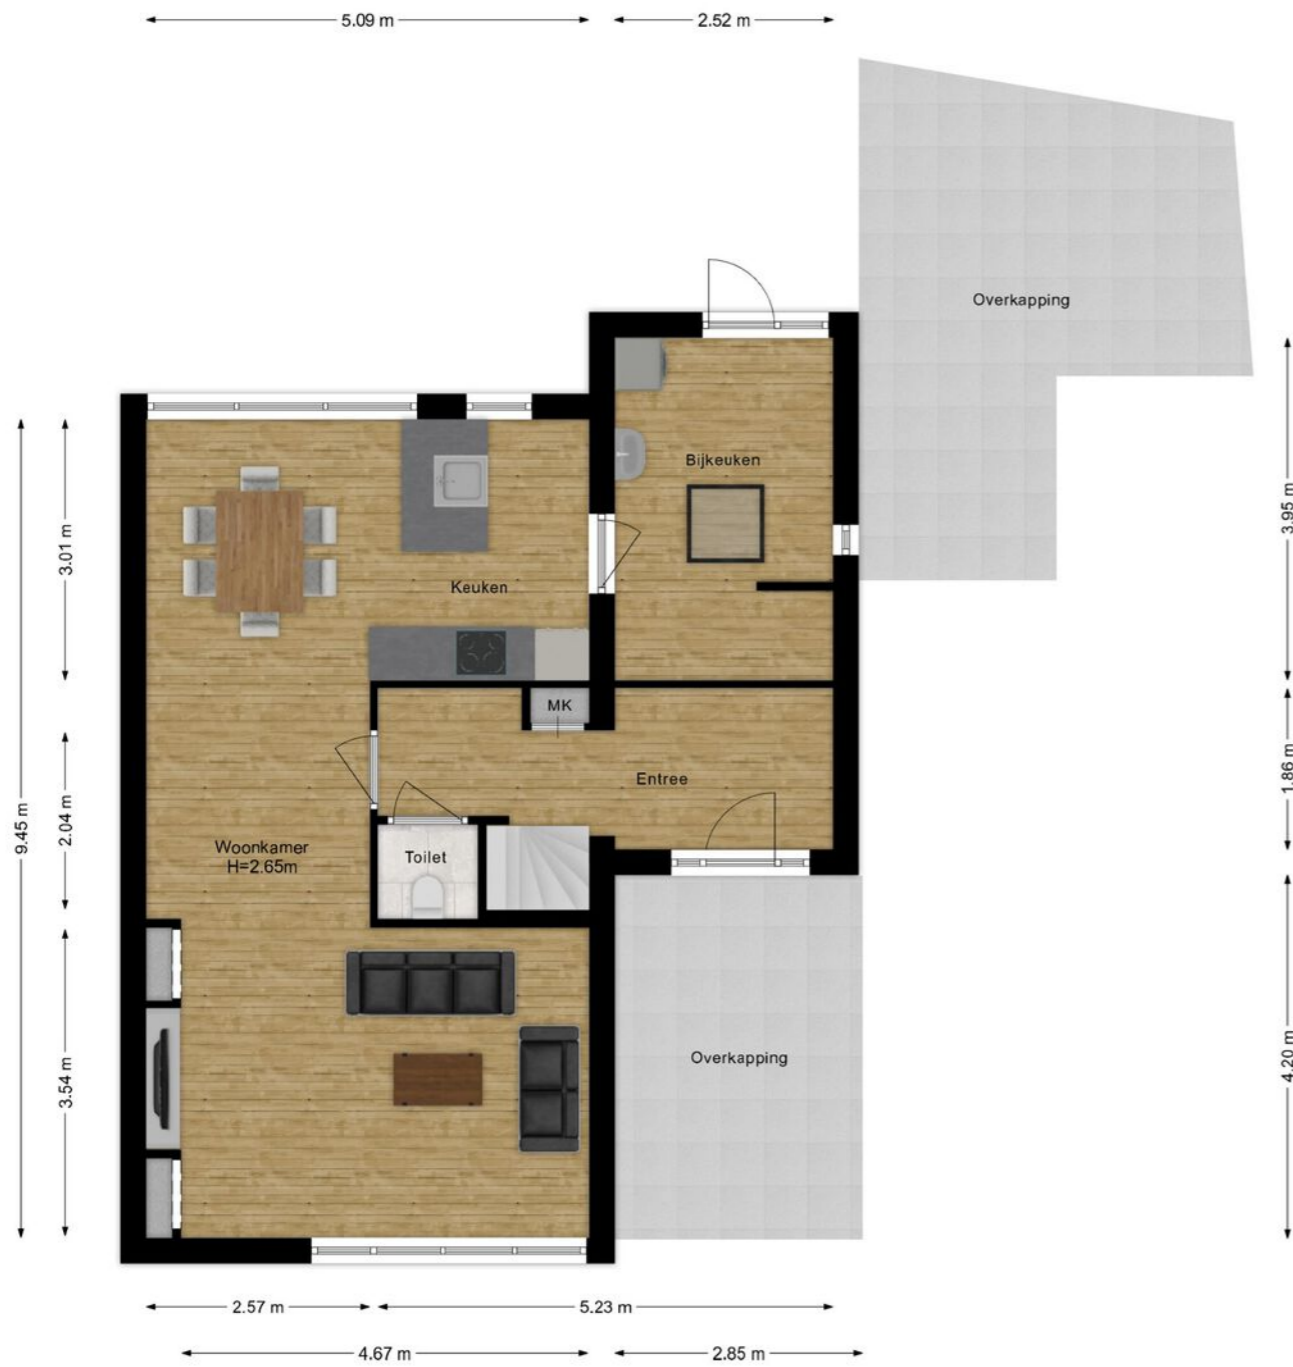 5.09 m
2.52 m
Overkapping
Bijkeuken
3.95 m
3.01 m
Keuken
MK
Entree
1.86 m
9.45 m
2.04 m
Woonkamer
H=2.65m
Toilet
3.54 m
Overkapping
4.20 m
2.57 m
5.23 m
4.67 m
2.85 m